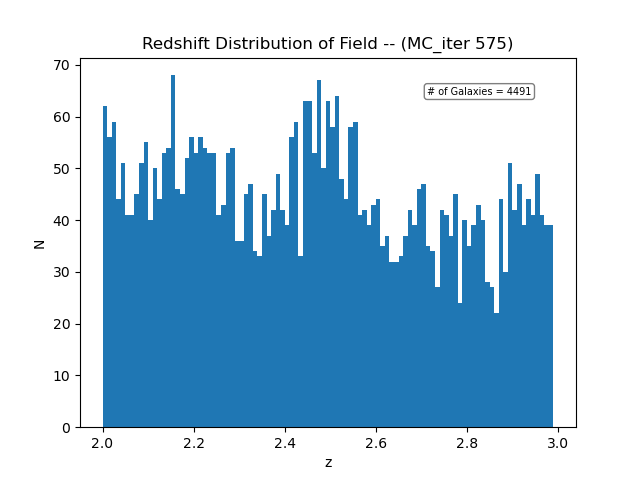 Redshift Distribution of Field -- (MC_iter 575)
# of Galaxies = 4491
N
70
60
50
40
30
20
10
0
2.0 2.2 2.4 2.6 2.8 3.0
z